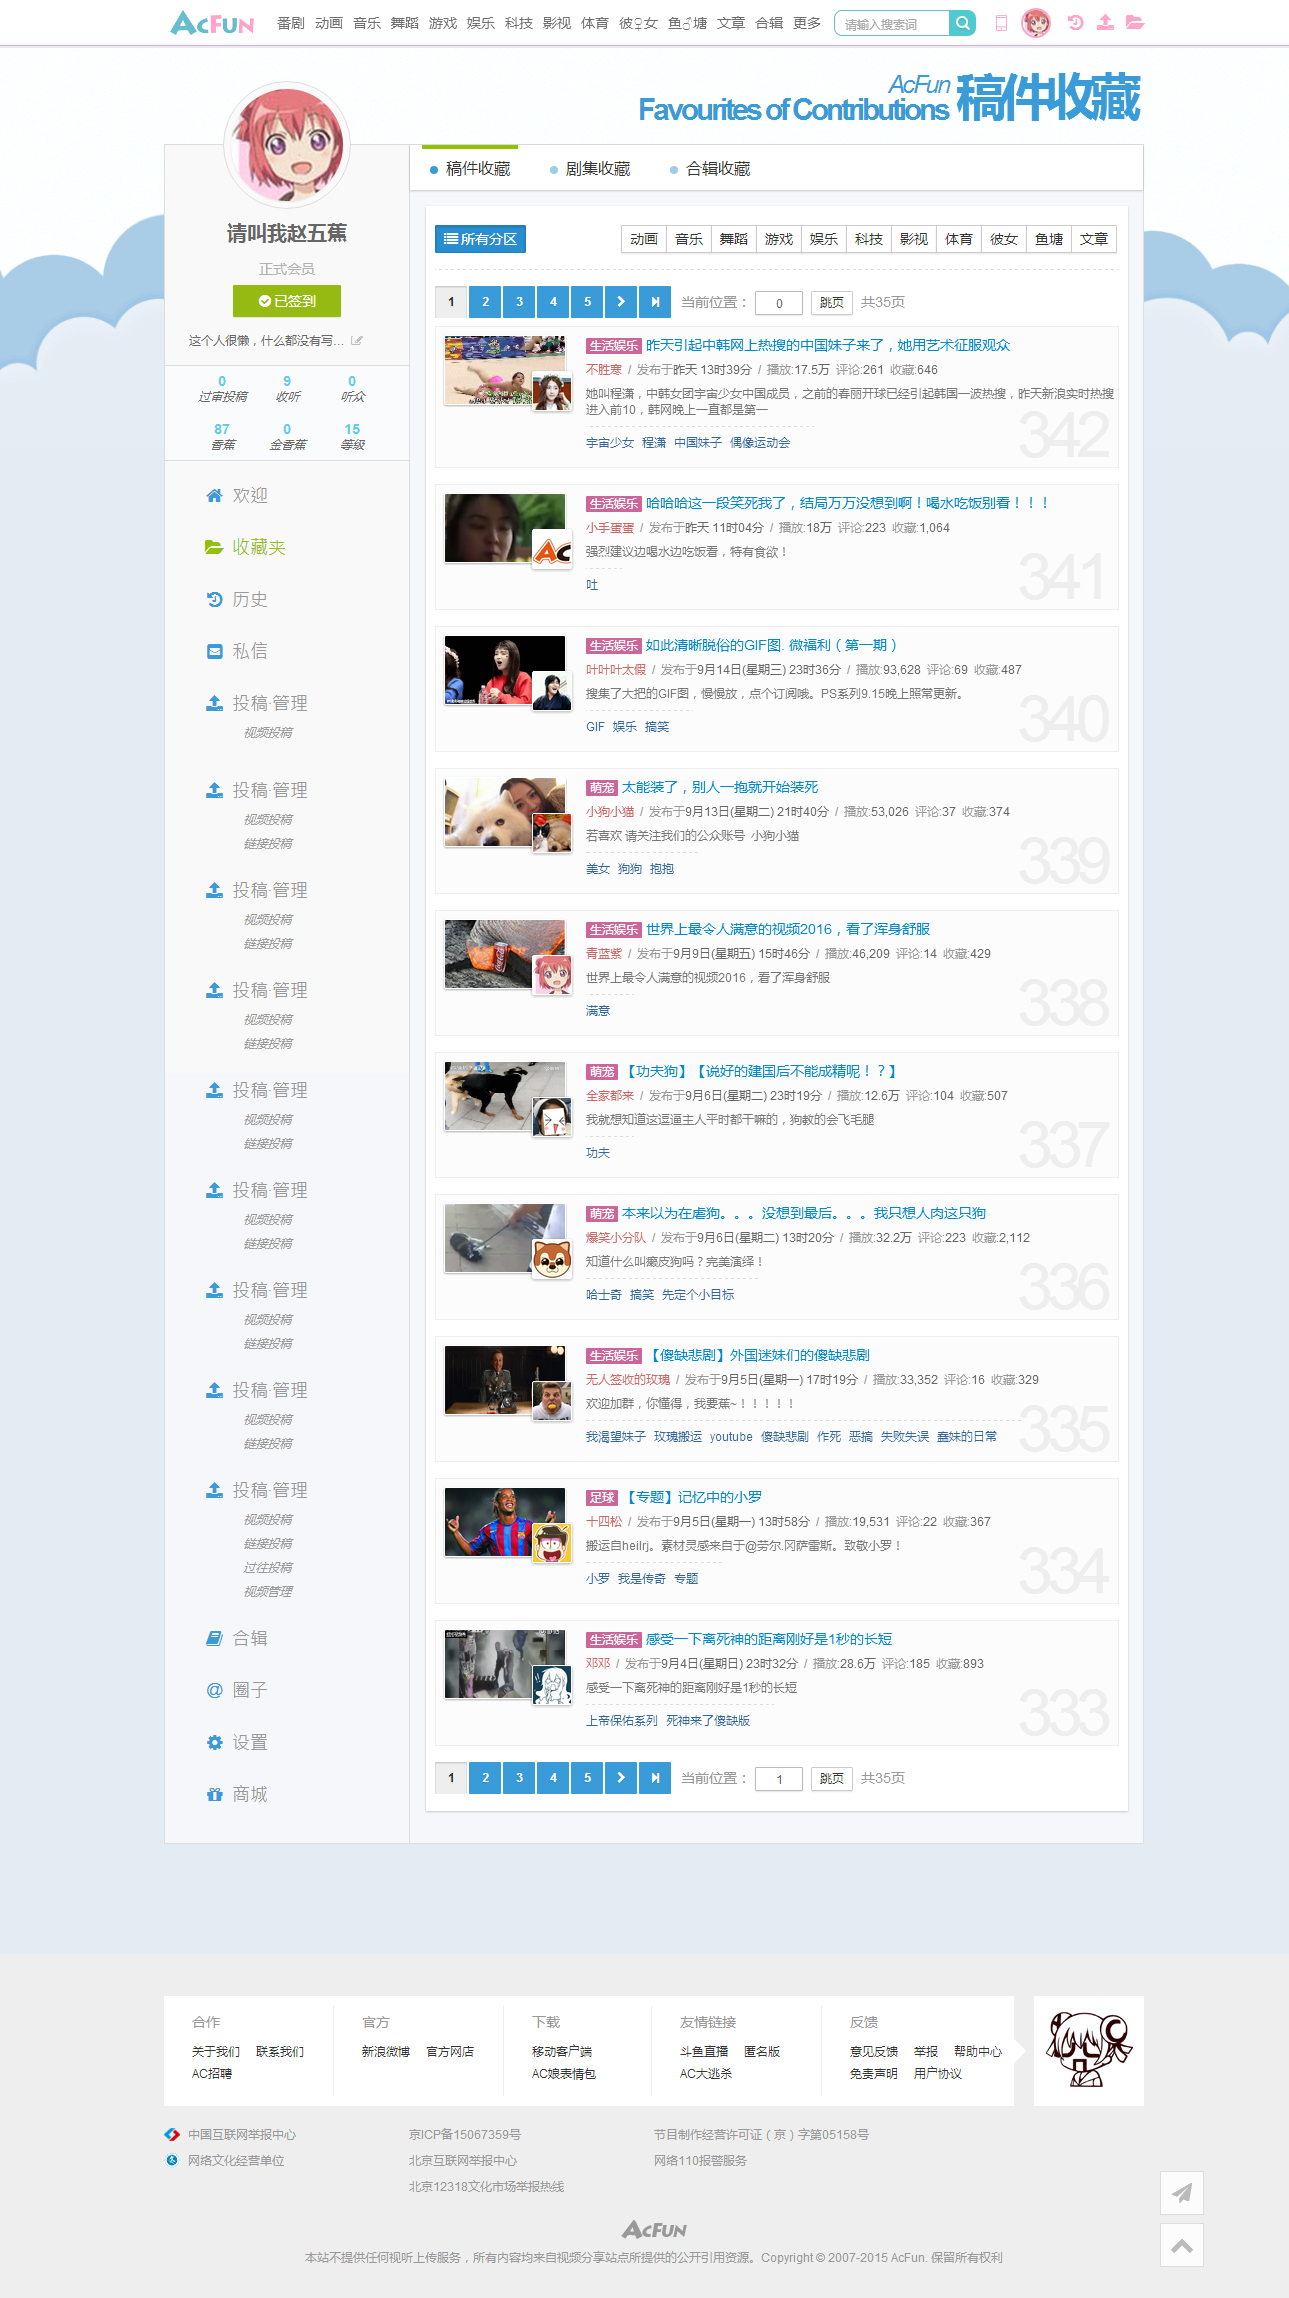 AcFun 番剧 动画 音乐 舞蹈 游戏 娱乐 科技 影视 体育 彼♀女 鱼♂塘 文章 合辑 更多 请输入搜索词
AcFun
Favourites of Contributions 稿件收藏
请叫我赵五蕉
正式会员
已签到
这个人很懒，什么都没有写...
0 9 0
过审投稿 收听 听众
87 0 15
香蕉 金香蕉 等级
欢迎
收藏夹
历史
私信
投稿·管理
视频投稿
投稿·管理
视频投稿
链接投稿
投稿·管理
视频投稿
链接投稿
投稿·管理
视频投稿
链接投稿
投稿·管理
视频投稿
链接投稿
投稿·管理
视频投稿
链接投稿
投稿·管理
视频投稿
链接投稿
投稿·管理
视频投稿
链接投稿
投稿·管理
视频投稿
链接投稿
过往投稿
视频管理
合辑
圈子
设置
商城
稿件收藏 剧集收藏 合辑收藏
所有分区 动画 音乐 舞蹈 游戏 娱乐 科技 影视 体育 彼女 鱼塘 文章
1 2 3 4 5 当前位置： 0 跳页 共35页
生活娱乐 昨天引起中韩网上热搜的中国妹子来了，她用艺术征服观众
不胜寒 / 发布于昨天 13时39分 / 播放:17.5万 评论:261 收藏:646
她叫程潇，中韩女团宇宙少女中国成员，之前的春丽开球已经引起韩国一波热搜，昨天新浪实时热搜
进入前10，韩网晚上一直都是第一
342
宇宙少女 程潇 中国妹子 偶像运动会
生活娱乐 哈哈哈这一段笑死我了，结局万万没想到啊！喝水吃饭别看！！！
小手蛋蛋 / 发布于昨天 11时04分 / 播放:18万 评论:223 收藏:1,064
强烈建议边喝水边吃饭看，特有食欲！
341
吐
生活娱乐 如此清晰脱俗的GIF图. 微福利（第一期）
叶叶叶太假 / 发布于9月14日(星期三) 23时36分 / 播放:93,628 评论:69 收藏:487
搜集了大把的GIF图，慢慢放，点个订阅哦。PS系列9.15晚上照常更新。
340
GIF 娱乐 搞笑
萌宠 太能装了，别人一抱就开始装死
小狗小猫 / 发布于9月13日(星期二) 21时40分 / 播放:53,026 评论:37 收藏:374
若喜欢 请关注我们的公众账号 小狗小猫
339
美女 狗狗 抱抱
生活娱乐 世界上最令人满意的视频2016，看了浑身舒服
青蓝紫 / 发布于9月9日(星期五) 15时46分 / 播放:46,209 评论:14 收藏:429
世界上最令人满意的视频2016，看了浑身舒服
338
满意
萌宠 【功夫狗】【说好的建国后不能成精呢！？】
全家都来 / 发布于9月6日(星期二) 23时19分 / 播放:12.6万 评论:104 收藏:507
我就想知道这逗逼主人平时都干嘛的，狗教的会飞毛腿
337
功夫
萌宠 本来以为在虐狗。。。没想到最后。。。我只想人肉这只狗
爆笑小分队 / 发布于9月6日(星期二) 13时20分 / 播放:32.2万 评论:223 收藏:2,112
知道什么叫癞皮狗吗？完美演绎！
336
哈士奇 搞笑 先定个小目标
生活娱乐 【傻缺悲剧】外国迷妹们的傻缺悲剧
无人签收的玫瑰 / 发布于9月5日(星期一) 17时19分 / 播放:33,352 评论:16 收藏:329
欢迎加群，你懂得，我要蕉~！！！！！
335
我渴望妹子 玫瑰搬运 youtube 傻缺悲剧 作死 恶搞 失败失误 蠢妹的日常
足球 【专题】记忆中的小罗
十四松 / 发布于9月5日(星期一) 13时58分 / 播放:19,531 评论:22 收藏:367
搬运自heilrj。素材灵感来自于@劳尔.冈萨雷斯。致敬小罗！
334
小罗 我是传奇 专题
生活娱乐 感受一下离死神的距离刚好是1秒的长短
邓邓 / 发布于9月4日(星期日) 23时32分 / 播放:28.6万 评论:185 收藏:893
感受一下离死神的距离刚好是1秒的长短
333
上帝保佑系列 死神来了傻缺版
1 2 3 4 5 当前位置： 1 跳页 共35页
合作 官方 下载 友情链接 反馈
关于我们 联系我们 新浪微博 官方网店 移动客户端 斗鱼直播 匿名版 意见反馈 举报 帮助中心
AC招聘 AC娘表情包 AC大逃杀 免责声明 用户协议
中国互联网举报中心 京ICP备15067359号 节目制作经营许可证（京）字第05158号
网络文化经营单位 北京互联网举报中心 网络110报警服务
北京12318文化市场举报热线
AcFun
本站不提供任何视听上传服务，所有内容均来自视频分享站点所提供的公开引用资源。Copyright © 2007-2015 AcFun. 保留所有权利